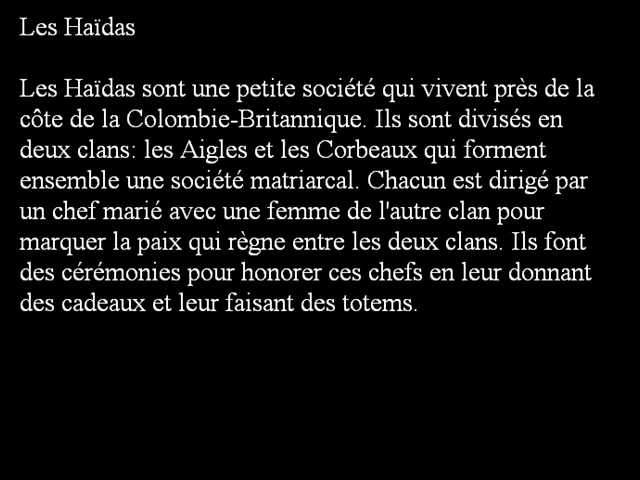 Les Haïdas
Les Haïdas sont une petite société qui vivent près de la
côte de la Colombie-Britannique. Ils sont divisés en
deux clans: les Aigles et les Corbeaux qui forment
ensemble une société matriarcal. Chacun est dirigé par
un chef marié avec une femme de l'autre clan pour
marquer la paix qui règne entre les deux clans. Ils font
des cérémonies pour honorer ces chefs en leur donnant
des cadeaux et leur faisant des totems.